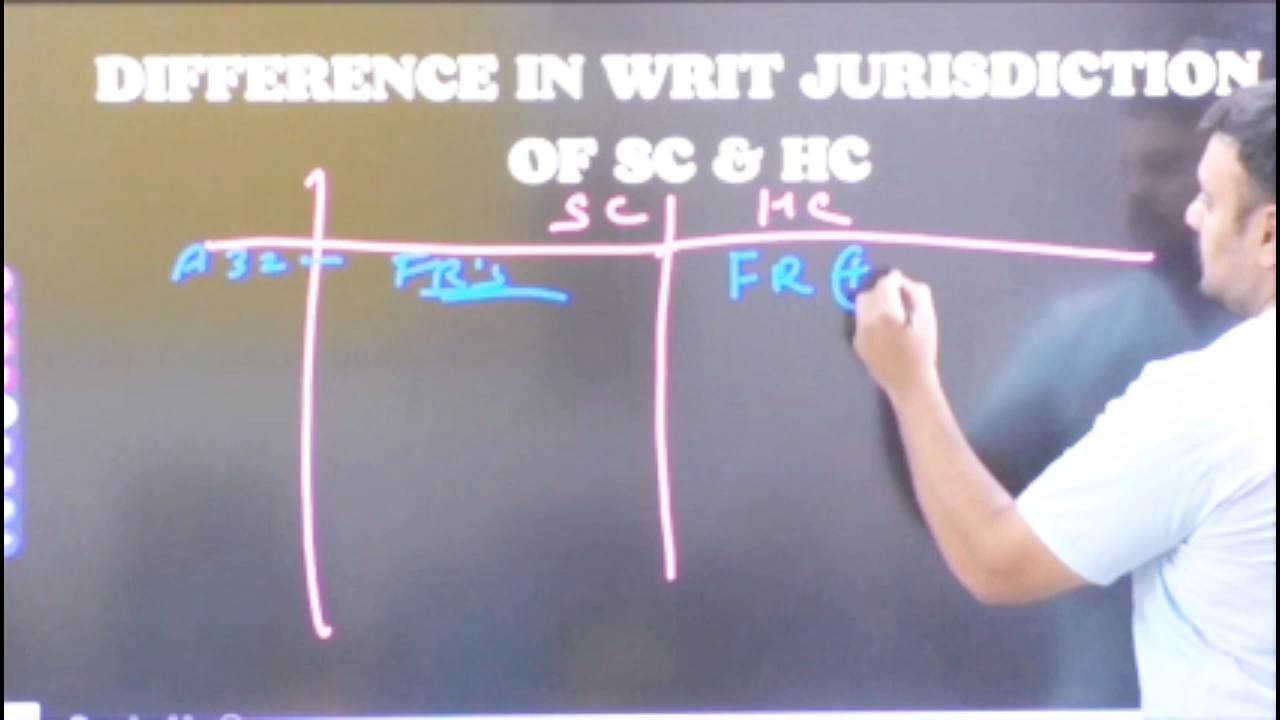 DIFFERENCE IN WRIT JURISDICTION
OF SC & HC
SC HC
A 32 - FR's FR (+